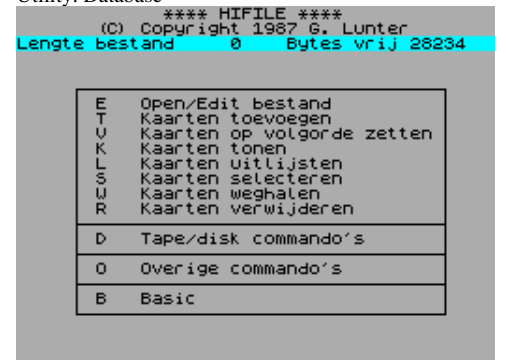 Utility: Database
**** HIFILE ****
(C) Copyright 1987 G. Lunter
Lengte bestand 0 Bytes vrij 28234
E Open/Edit bestand
T Kaarten toevoegen
V Kaarten op volgorde zetten
K Kaarten tonen
L Kaarten uitlijsten
S Kaarten selecteren
W Kaarten weghalen
R Kaarten verwijderen
D Tape/disk commando's
O Overige commando's
B Basic